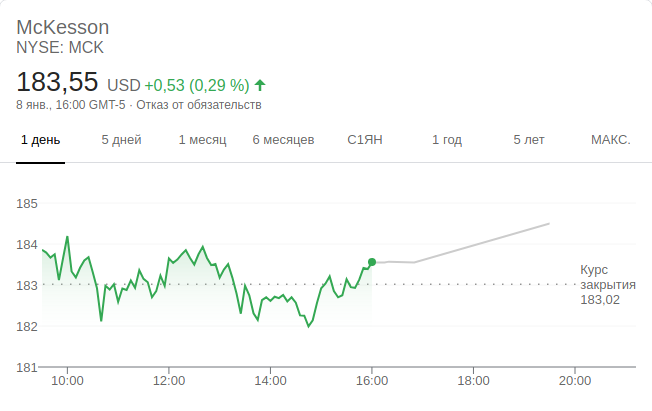 McKesson
NYSE: MCK
183,55 USD +0,53 (0,29 %)
8 янв., 16:00 GMT-5 · Отказ от обязательств
1 день 5 дней 1 месяц 6 месяцев С1ЯН 1 год 5 лет МАКС.
185
184
183
182
181
Курс
закрытия
183,02
10:00 12:00 14:00 16:00 18:00 20:00